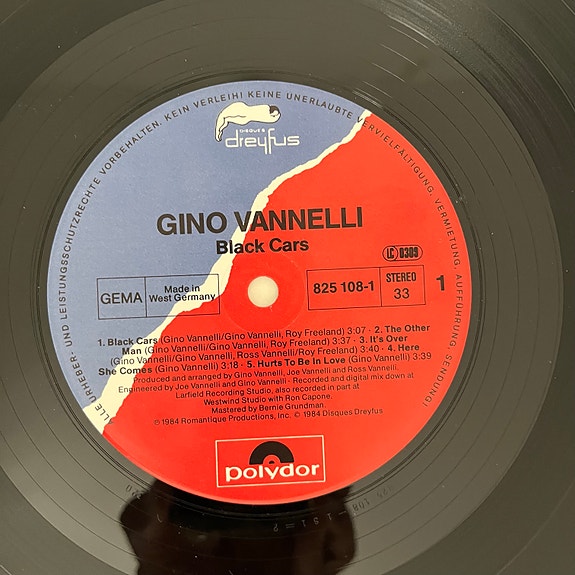 ALLE URHEBER- UND LEISTUNGSSCHUTZRECHTE VORBEHALTEN. KEIN VERLEIH! KEINE UNERLAUBTE VERVIELFÄLTIGUNG, VERMIETUNG, AUFFÜHRUNG, SENDUNG!
DISQUES
dreyfus
GINO VANNELLI
Black Cars
LC 0309
GEMA
Made in
West Germany
825 108-1
STEREO
33
1
1. Black Cars (Gino Vannelli/Gino Vannelli, Roy Freeland) 3:07 · 2. The Other
Man (Gino Vannelli/Gino Vannelli, Roy Freeland) 3:37 · 3. It's Over
(Gino Vannelli/Gino Vannelli, Ross Vannelli/Roy Freeland) 3:40 · 4. Here
She Comes (Gino Vannelli) 3:18 · 5. Hurts To Be In Love (Gino Vannelli) 3:39
Produced and arranged by Gino Vannelli, Joe Vannelli and Ross Vannelli.
Engineered by Joe Vannelli and Gino Vannelli · Recorded and digital mix down at
Larfield Recording Studio, also recorded in part at
Westwind Studio with Ron Capone.
Mastered by Bernie Grundman.
℗ 1984 Romantique Productions, Inc. © 1984 Disques Dreyfus
polydor